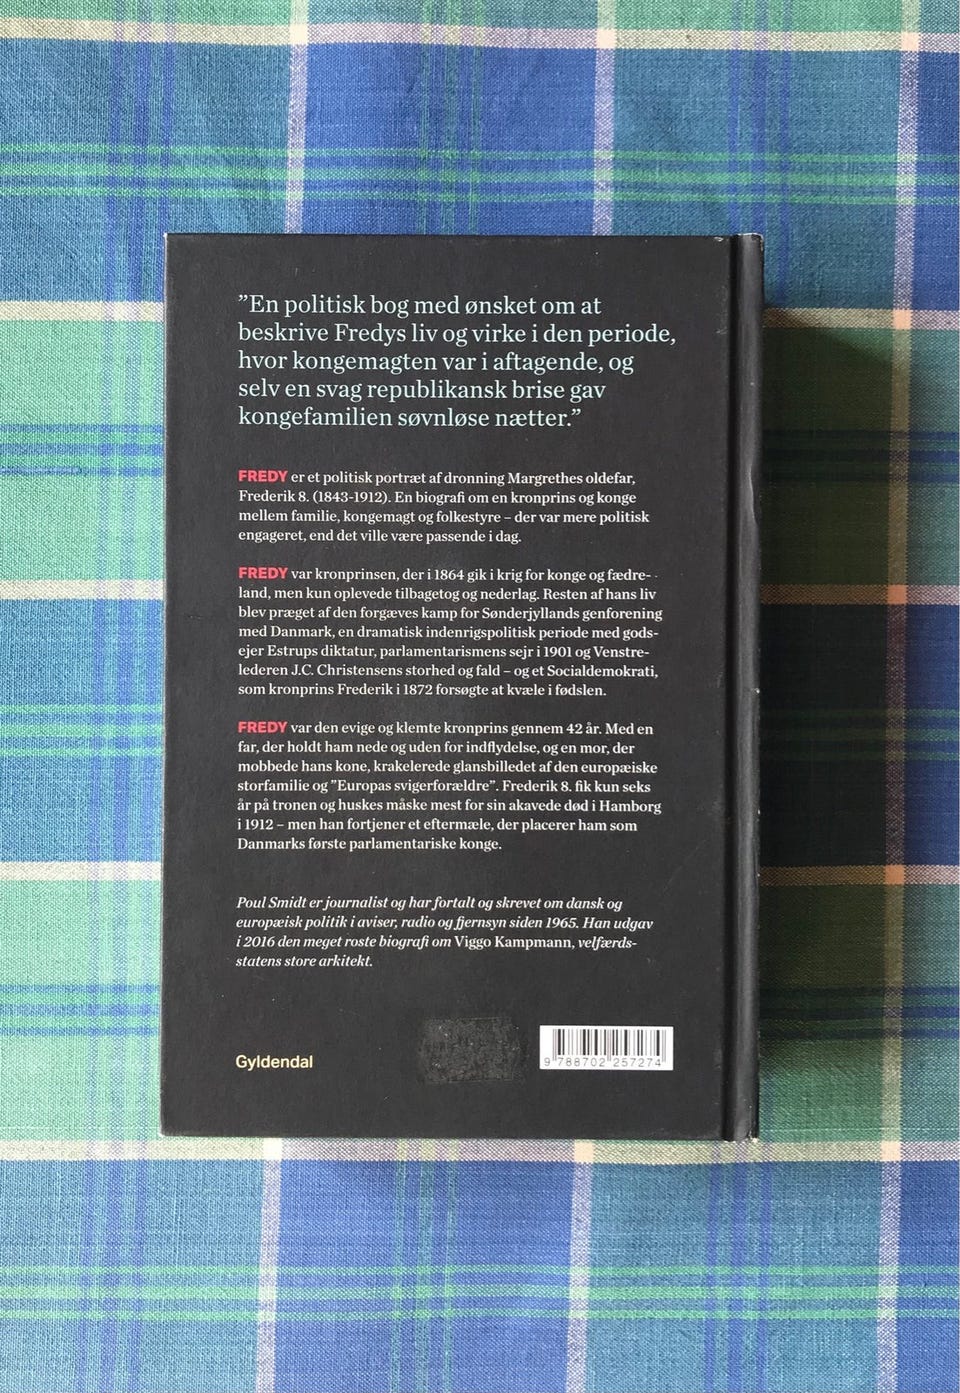 ”En politisk bog med ønsket om at
beskrive Fredys liv og virke i den periode,
hvor kongemagten var i aftagende, og
selv en svag republikansk brise gav
kongefamilien søvnløse nætter.”
FREDY er et politisk portræt af dronning Margrethes oldefar,
Frederik 8. (1843-1912). En biografi om en kronprins og konge
mellem familie, kongemagt og folkestyre – der var mere politisk
engageret, end det ville være passende i dag.
FREDY var kronprinsen, der i 1864 gik i krig for konge og fædre-
land, men kun oplevede tilbagetog og nederlag. Resten af hans liv
blev præget af den forgæves kamp for Sønderjyllands genforening
med Danmark, en dramatisk indenrigspolitisk periode med gods-
ejer Estrups diktatur, parlamentarismens sejr i 1901 og Venstre-
lederen J.C. Christensens storhed og fald – og et Socialdemokrati,
som kronprins Frederik i 1872 forsøgte at kvæle i fødslen.
FREDY var den evige og klemte kronprins gennem 42 år. Med en
far, der holdt ham nede og uden for indflydelse, og en mor, der
mobbede hans kone, krakelerede glansbilledet af den europæiske
storfamilie og ”Europas svigerforældre”. Frederik 8. fik kun seks
år på tronen og huskes måske mest for sin akavede død i Hamborg
i 1912 – men han fortjener et eftermæle, der placerer ham som
Danmarks første parlamentariske konge.
Poul Smidt er journalist og har fortalt og skrevet om dansk og
europæisk politik i aviser, radio og fjernsyn siden 1965. Han udgav
i 2016 den meget roste biografi om Viggo Kampmann, velfærds-
statens store arkitekt.
Gyldendal
9 788702 257274